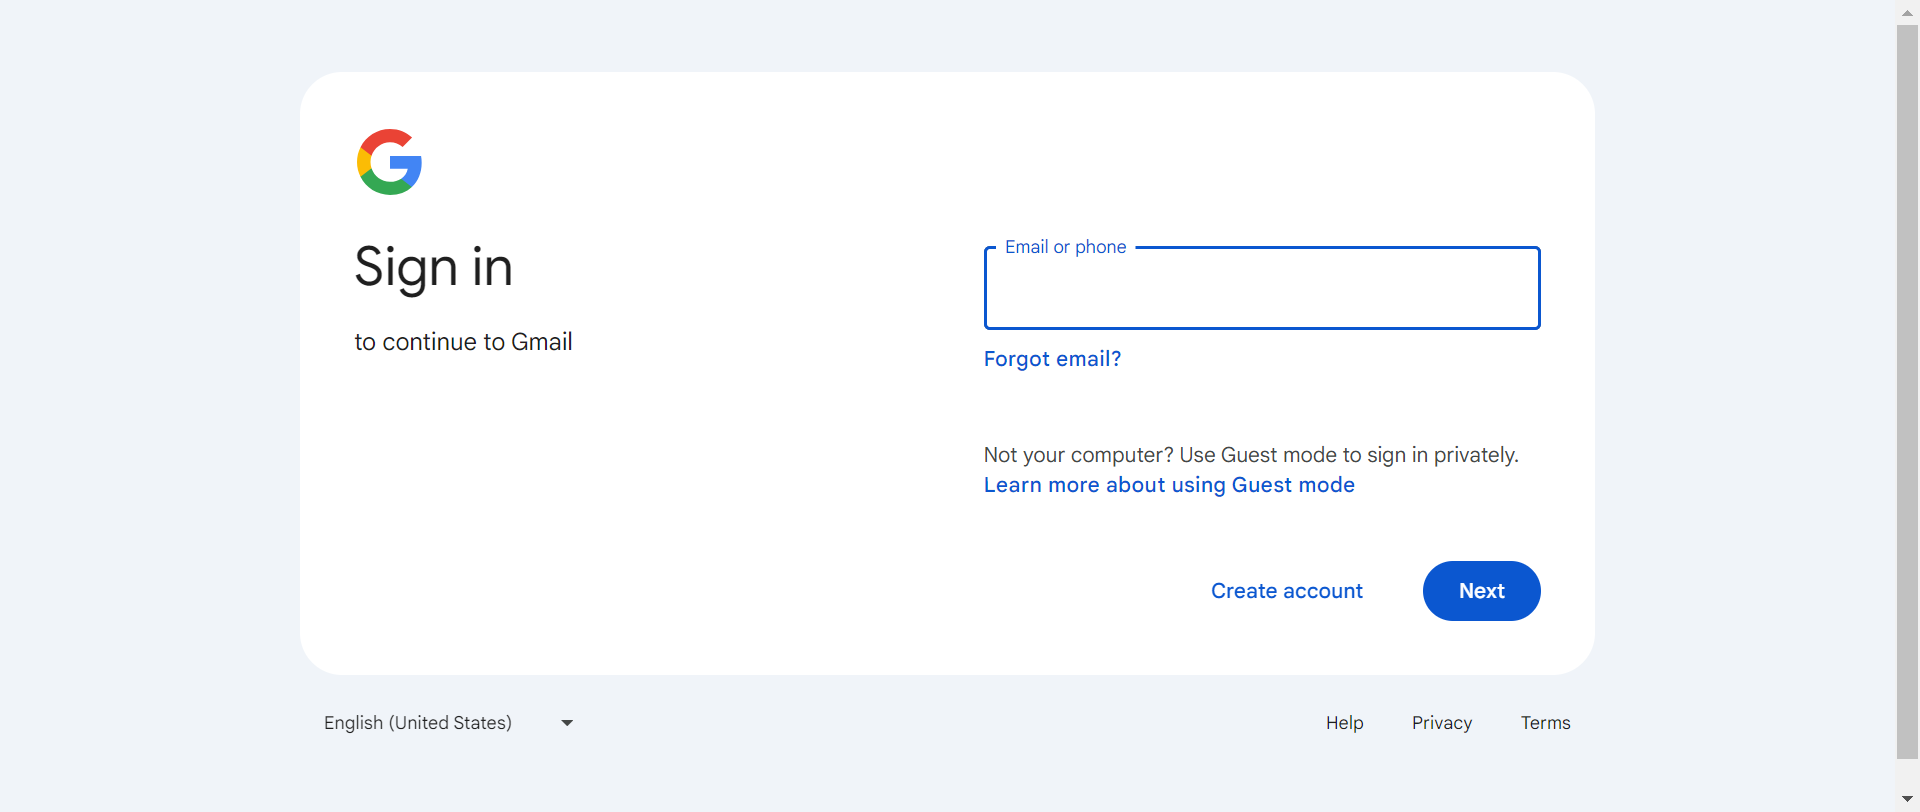 Sign in
to continue to Gmail
Email or phone
Forgot email?
Not your computer? Use Guest mode to sign in privately.
Learn more about using Guest mode
Create account
Next
English (United States)
Help
Privacy
Terms